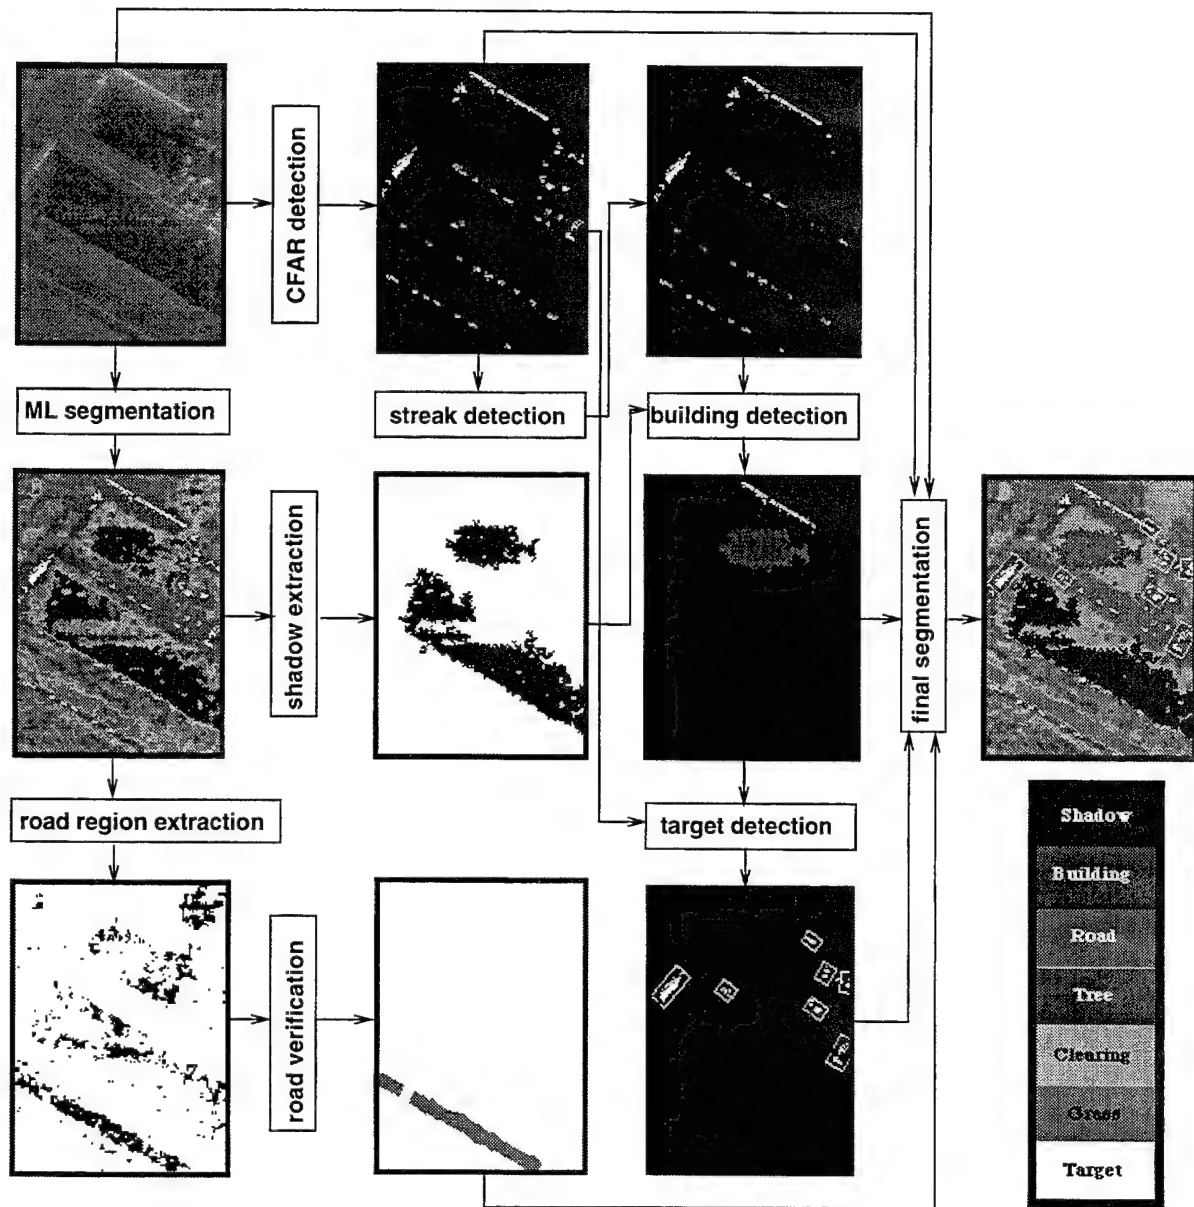 CFAR detection
ML segmentation
streak detection
building detection
shadow extraction
final segmentation
road region extraction
target detection
road verification
Shadow
Building
Road
Tree
Clearing
Grass
Target